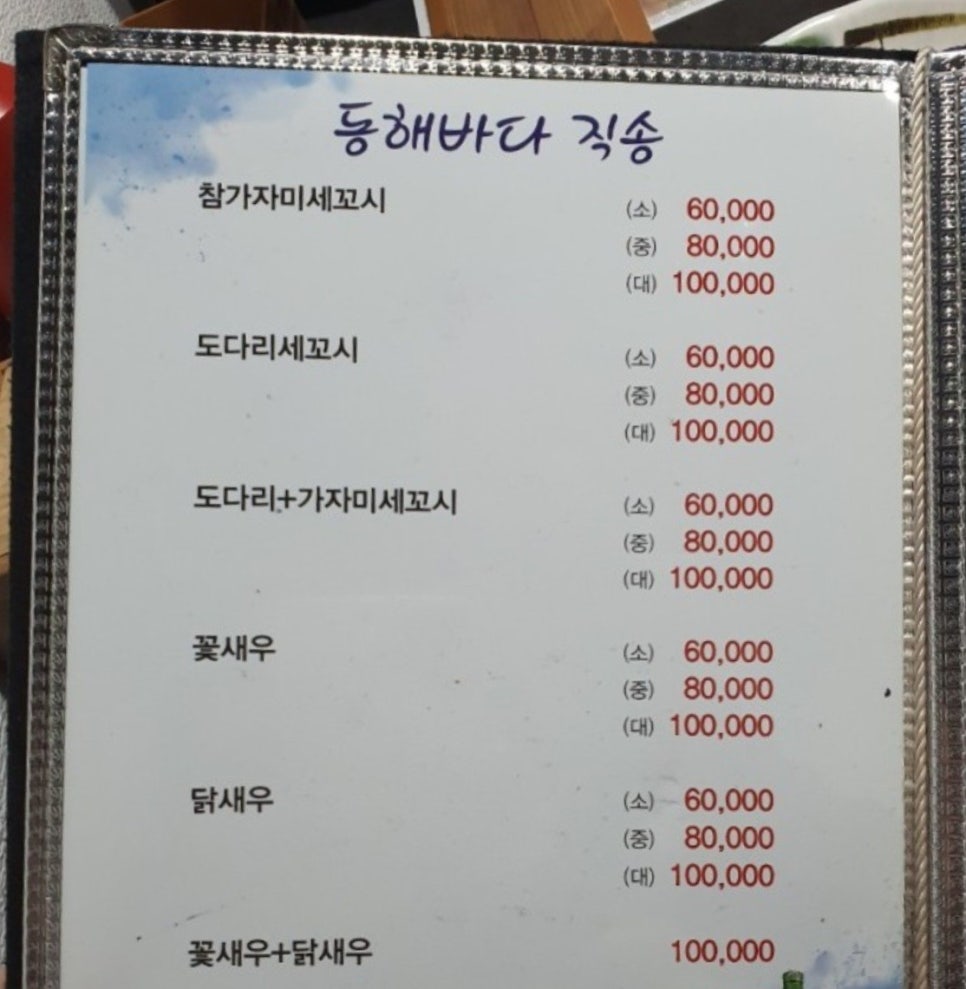 동해바다 직송
참가자미세꼬시 (소) 60,000
(중) 80,000
(대) 100,000
도다리세꼬시 (소) 60,000
(중) 80,000
(대) 100,000
도다리+가자미세꼬시 (소) 60,000
(중) 80,000
(대) 100,000
꽃새우 (소) 60,000
(중) 80,000
(대) 100,000
닭새우 (소) 60,000
(중) 80,000
(대) 100,000
꽃새우+닭새우 100,000